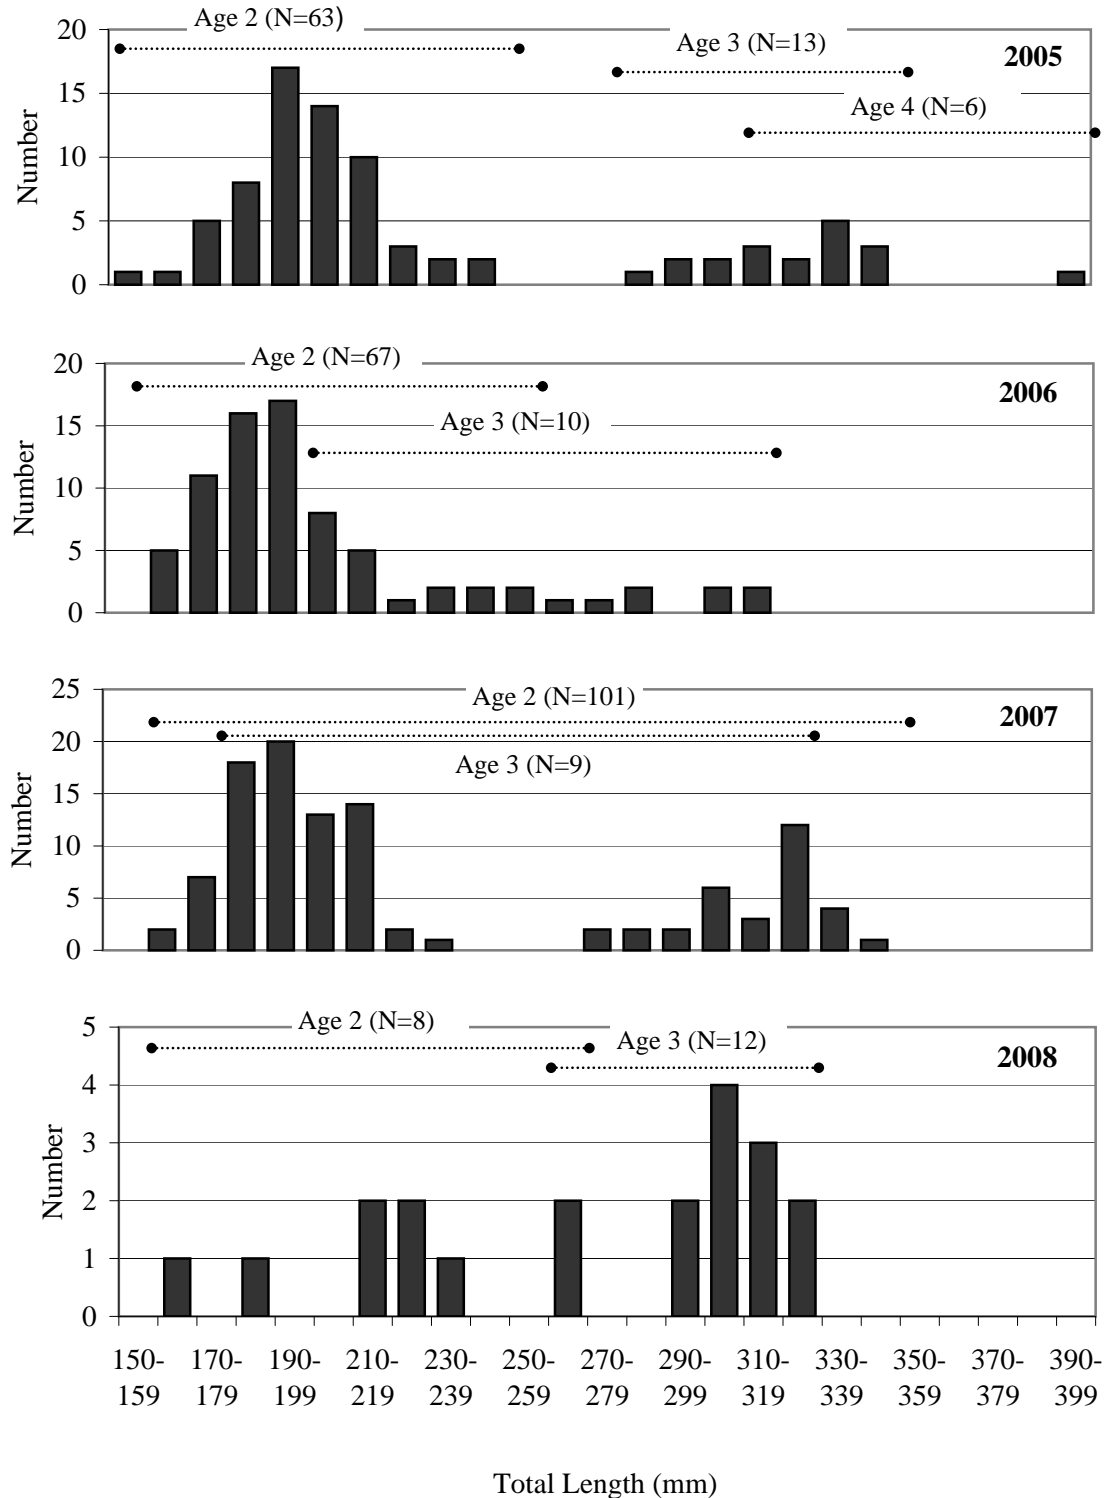 Age 2 (N=63)
Age 3 (N=13)
2005
Age 4 (N=6)
20
15
10
5
0
Number
Age 2 (N=67)
2006
Age 3 (N=10)
20
15
10
5
0
Number
Age 2 (N=101)
2007
Age 3 (N=9)
25
20
15
10
5
0
Number
Age 2 (N=8)
Age 3 (N=12)
2008
5
4
3
2
1
0
Number
150- 170- 190- 210- 230- 250- 270- 290- 310- 330- 350- 370- 390-
159 179 199 219 239 259 279 299 319 339 359 379 399
Total Length (mm)